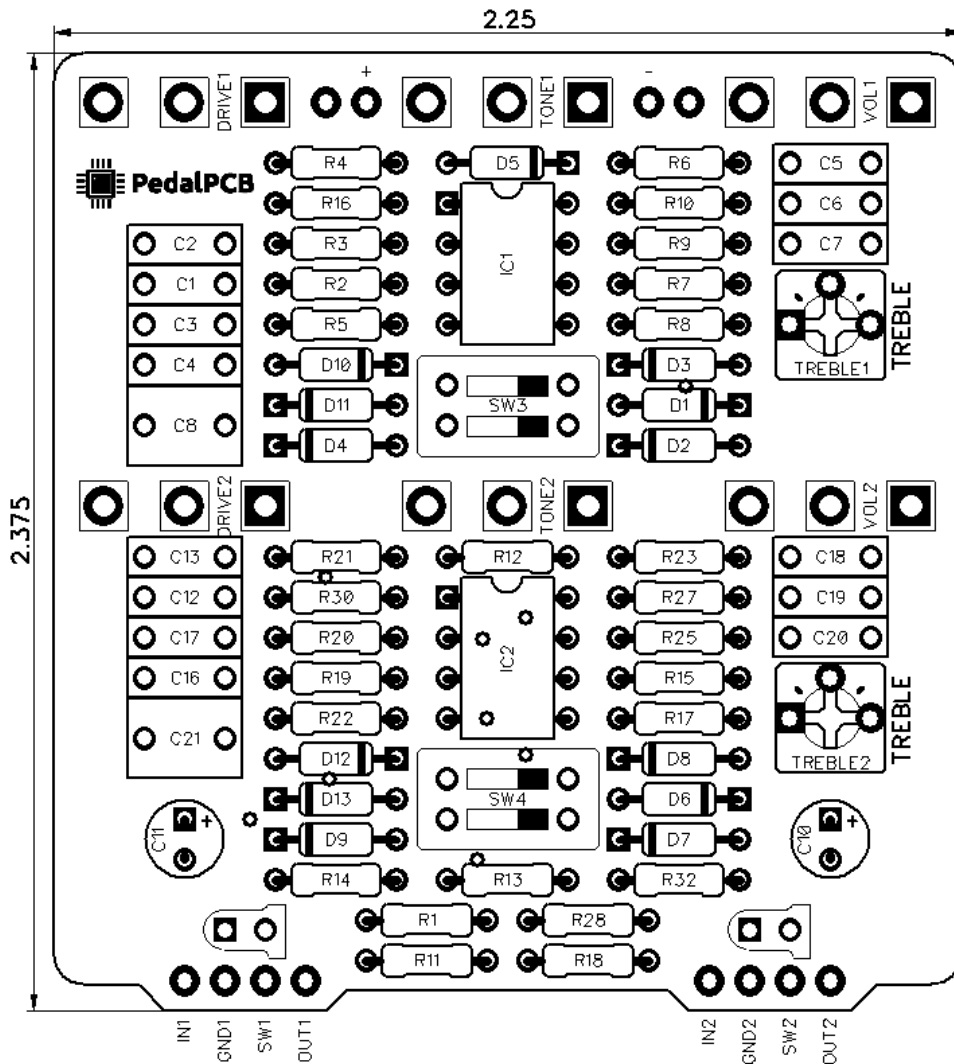 2.25
DRIVE1
+
TONE1
-
VOL1
R4
D5
R6
C5
PedalPCB
R16
R10
C6
C2
R3
IC1
R9
C7
C1
R2
R7
C3
R5
R8
TREBLE
C4
D10
D3
TREBLE1
D11
SW3
D1
C8
D4
D2
DRIVE2
TONE2
VOL2
2.375
C13
R21
R12
R23
C18
C12
R30
R27
C19
C17
R20
IC2
R25
C20
C16
R19
R15
C21
R22
R17
TREBLE
D12
D8
TREBLE2
D13
SW4
D6
C11
+
D9
D7
C10
+
R14
R13
R32
R1
R28
R11
R18
IN1
GND1
SW1
OUT1
IN2
GND2
SW2
OUT2